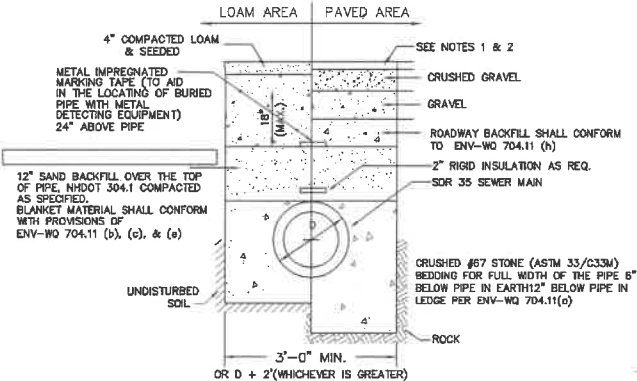 LOAM AREA
PAVED AREA
4" COMPACTED LOAM
& SEEDED
METAL IMPREGNATED
MARKING TAPE (TO AID
IN THE LOCATING OF BURIED
PIPE WITH METAL
DETECTING EQUIPMENT)
24" ABOVE PIPE
18"
(MAX.)
12" SAND BACKFILL OVER THE TOP
OF PIPE, NHDOT 304.1 COMPACTED
AS SPECIFIED.
BLANKET MATERIAL SHALL CONFORM
WITH PROVISIONS OF
ENV-WQ 704.11 (b), (c), & (e)
UNDISTURBED
SOIL
D
SEE NOTES 1 & 2
CRUSHED GRAVEL
GRAVEL
ROADWAY BACKFILL SHALL CONFORM
TO ENV-WQ 704.11 (h)
2" RIGID INSULATION AS REQ.
SDR 35 SEWER MAIN
CRUSHED #67 STONE (ASTM 33/C33M)
BEDDING FOR FULL WIDTH OF THE PIPE 6"
BELOW PIPE IN EARTH12" BELOW PIPE IN
LEDGE PER ENV-WQ 704.11(a)
ROCK
3'-0" MIN.
OR D + 2'(WHICHEVER IS GREATER)